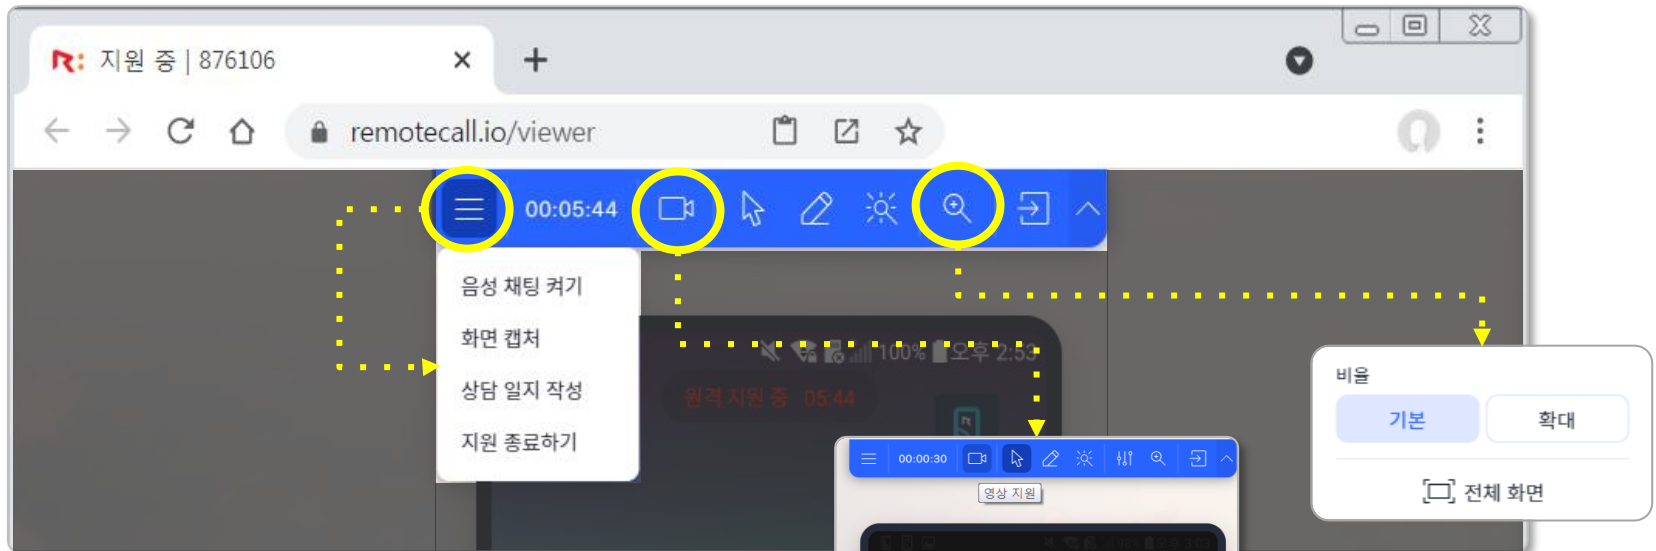 지원 중 | 876106
remotecall.io/viewer
00:05:44
음성 채팅 켜기
화면 캡처
상담 일지 작성
지원 종료하기
100% 오후 2:53
원격 지원 중 05:44
00:00:30
영상 지원
비율
기본 확대
전체 화면